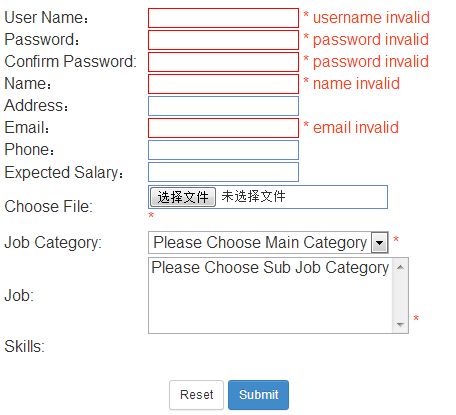 User Name： * username invalid
Password： * password invalid
Confirm Password: * password invalid
Name： * name invalid
Address：
Email： * email invalid
Phone：
Expected Salary：
Choose File: 选择文件 未选择文件
*
Job Category: Please Choose Main Category *
Please Choose Sub Job Category
Job: *
Skills:
Reset Submit